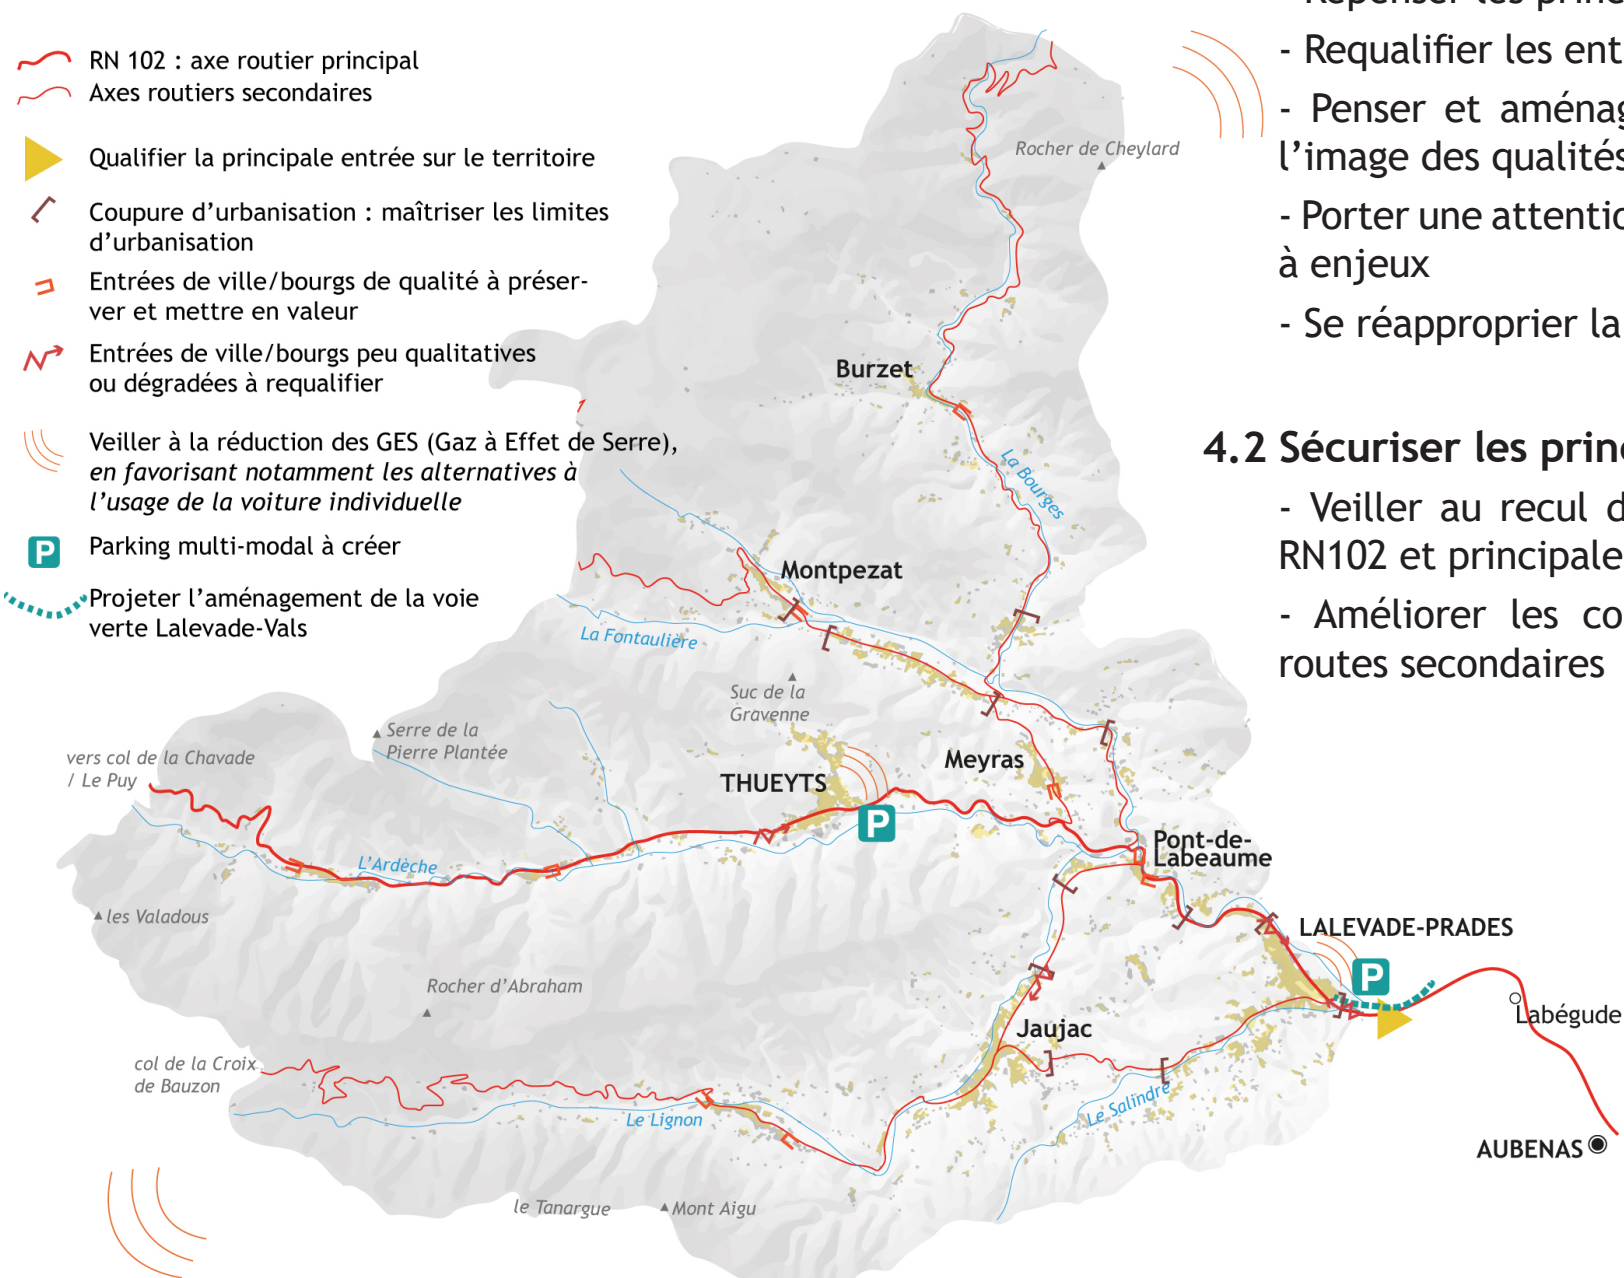 RN 102 : axe routier principal
Axes routiers secondaires
Qualifier la principale entrée sur le territoire
Coupure d’urbanisation : maîtriser les limites
d’urbanisation
Entrées de ville/bourgs de qualité à préser-
ver et mettre en valeur
Entrées de ville/bourgs peu qualitatives
ou dégradées à requalifier
Veiller à la réduction des GES (Gaz à Effet de Serre),
en favorisant notamment les alternatives à
l’usage de la voiture individuelle
P
Parking multi-modal à créer
Projeter l’aménagement de la voie
verte Lalevade-Vals
- Requalifier les ent
- Penser et aménag
l’image des qualités
- Porter une attentio
à enjeux
- Se réapproprier la
4.2 Sécuriser les prin
- Veiller au recul d
RN102 et principale
- Améliorer les co
routes secondaires
Rocher de Cheylard
Burzet
La Bourges
Montpezat
La Fontaulière
Suc de la
Gravenne
Serre de la
Pierre Plantée
vers col de la Chavade
/ Le Puy
Meyras
THUEYTS
P
Pont-de-
Labeaume
L’Ardèche
les Valadous
LALEVADE-PRADES
P
Rocher d’Abraham
Labégude
Jaujac
col de la Croix
de Bauzon
Le Lignon
Le Salindre
AUBENAS
le Tanargue
Mont Aigu